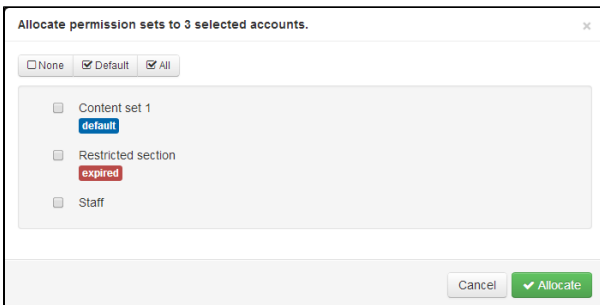 Allocate permission sets to 3 selected accounts. ×
None Default All
Content set 1
default
Restricted section
expired
Staff
Cancel Allocate